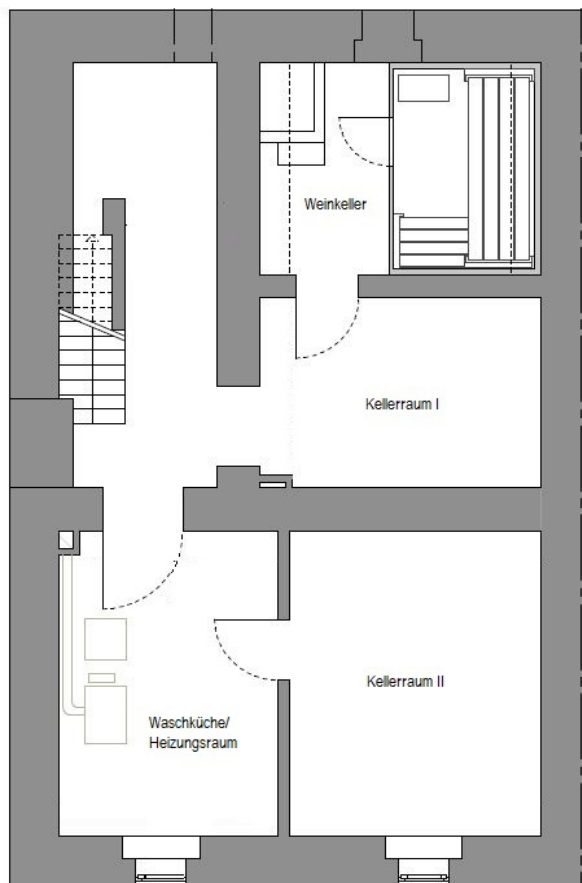 Weinkeller
Kellerraum I
Kellerraum II
Waschküche/
Heizungsraum